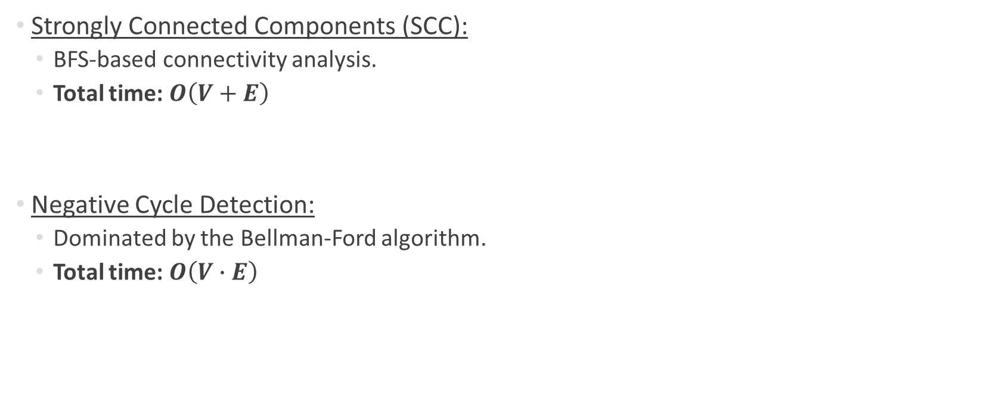 • Strongly Connected Components (SCC):
• BFS-based connectivity analysis.
• Total time: O(V + E)
• Negative Cycle Detection:
• Dominated by the Bellman-Ford algorithm.
• Total time: O(V · E)